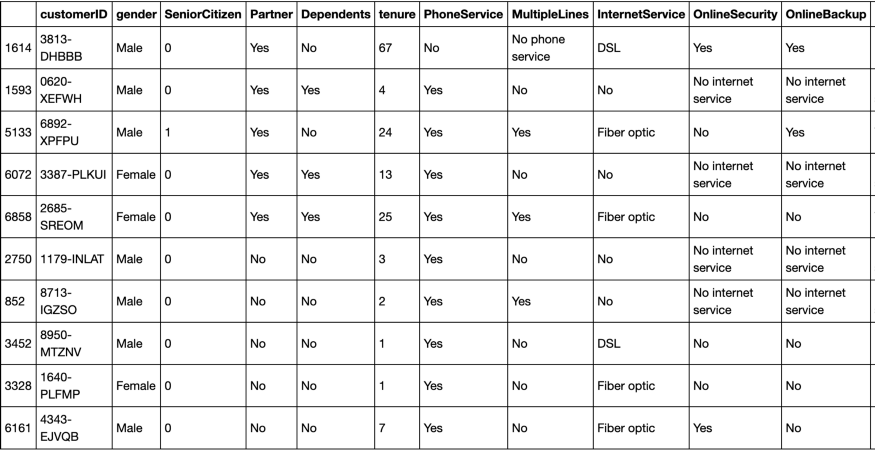 customerID gender SeniorCitizen Partner Dependents tenure PhoneService MultipleLines InternetService OnlineSecurity OnlineBackup
1614 3813-DHBBB Male 0 Yes No 67 No No phone service DSL Yes Yes
1593 0620-XEFWH Male 0 Yes Yes 4 Yes No No No internet service No internet service
5133 6892-XPFPU Male 1 Yes No 24 Yes Yes Fiber optic No Yes
6072 3387-PLKUI Female 0 Yes Yes 13 Yes No No No internet service No internet service
6858 2685-SREOM Female 0 Yes Yes 25 Yes Yes Fiber optic No No
2750 1179-INLAT Male 0 No No 3 Yes No No No internet service No internet service
852 8713-IGZSO Male 0 No No 2 Yes Yes No No internet service No internet service
3452 8950-MTZNV Male 0 No No 1 Yes No DSL No No
3328 1640-PLFMP Female 0 No No 1 Yes No Fiber optic No No
6161 4343-EJVQB Male 0 No No 7 Yes No Fiber optic Yes No